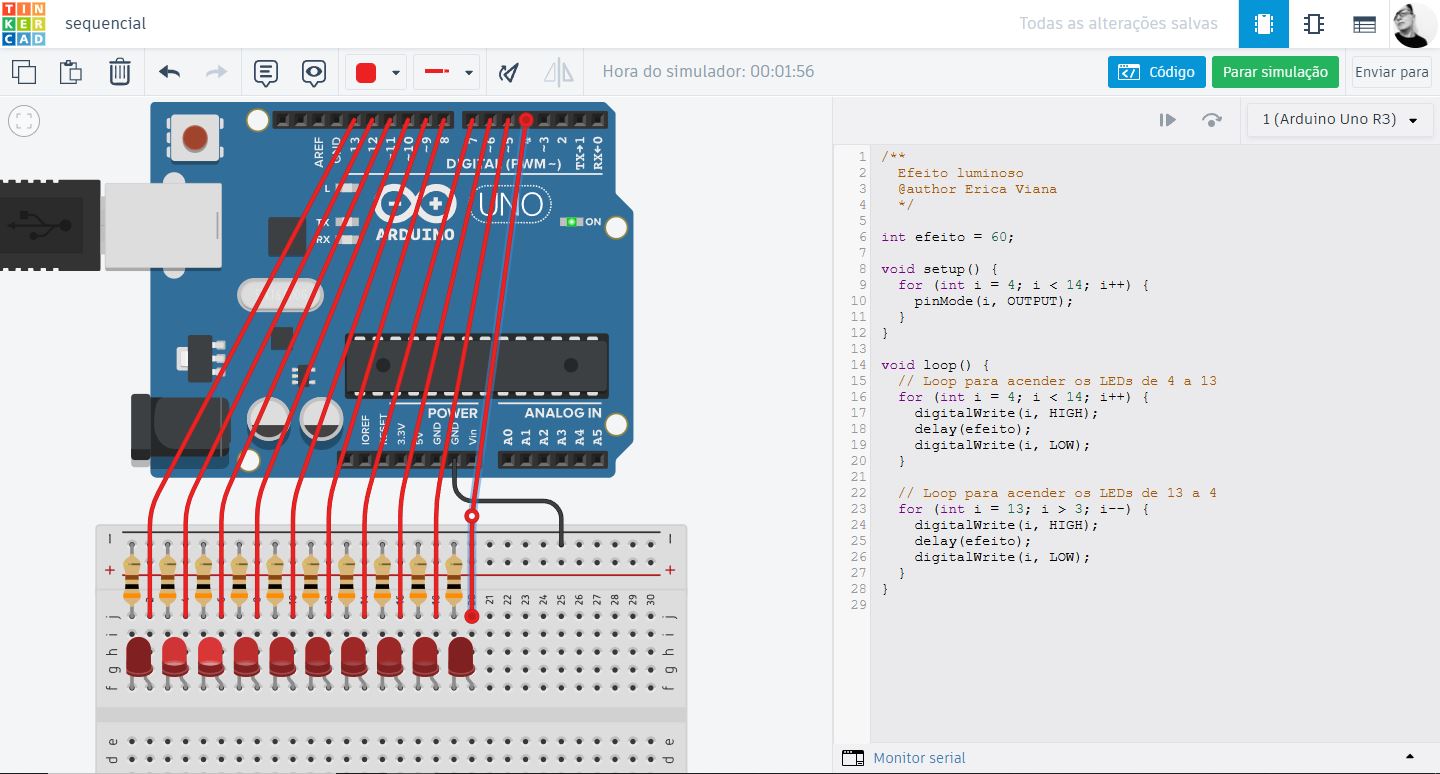 TIN
KER
CAD
sequencial
Todas as alterações salvas
Hora do simulador: 00:01:56
Código
Parar simulação
Enviar para
1 (Arduino Uno R3)
AREF
GND
13
12
~11
~10
~9
8
7
~6
~5
4
~3
2
TX→1
RX←0
DIGITAL (PWM~)
L
TX
RX
UNO
ARDUINO
ON
POWER
ANALOG IN
IOREF
RESET
3.3V
5V
GND
GND
Vin
A0
A1
A2
A3
A4
A5
21
22
23
24
25
26
27
28
29
30
j
i
h
g
f
e
d
j
i
h
g
f
e
d
1 /**
2 Efeito luminoso
3 @author Erica Viana
4 */
5
6 int efeito = 60;
7
8 void setup() {
9 for (int i = 4; i < 14; i++) {
10 pinMode(i, OUTPUT);
11 }
12 }
13
14 void loop() {
15 // Loop para acender os LEDs de 4 a 13
16 for (int i = 4; i < 14; i++) {
17 digitalWrite(i, HIGH);
18 delay(efeito);
19 digitalWrite(i, LOW);
20 }
21
22 // Loop para acender os LEDs de 13 a 4
23 for (int i = 13; i > 3; i--) {
24 digitalWrite(i, HIGH);
25 delay(efeito);
26 digitalWrite(i, LOW);
27 }
28 }
29
Monitor serial